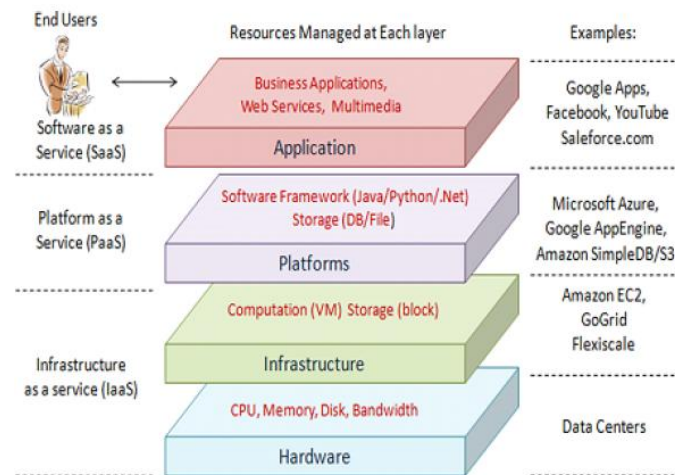 End Users
Resources Managed at Each layer
Examples:
Business Applications,
Web Services, Multimedia
Application
Software as a
Service (SaaS)
Google Apps,
Facebook, YouTube
Saleforce.com
Software Framework (Java/Python/.Net)
Storage (DB/File)
Platforms
Platform as a
Service (PaaS)
Microsoft Azure,
Google AppEngine,
Amazon SimpleDB/S3
Computation (VM) Storage (block)
Infrastructure
Amazon EC2,
GoGrid
Flexiscale
Infrastructure
as a service (IaaS)
CPU, Memory, Disk, Bandwidth
Hardware
Data Centers